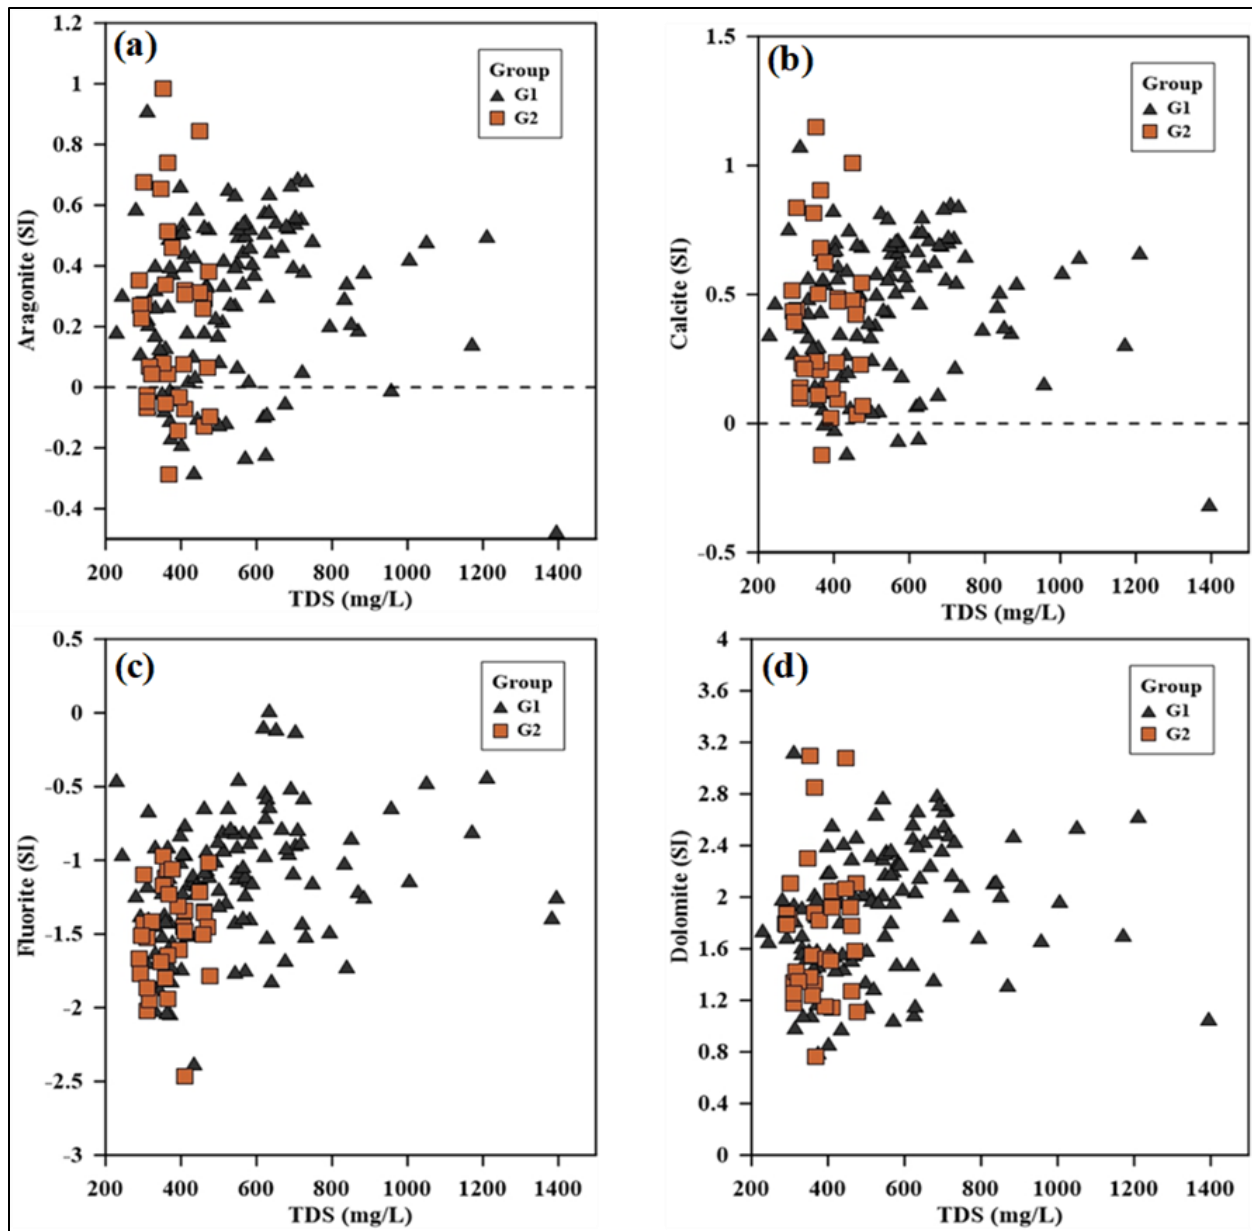 (a)
Aragonite (SI)
1.2
1
0.8
0.6
0.4
0.2
0
-0.2
-0.4
Group
G1
G2
200 400 600 800 1000 1200 1400
TDS (mg/L)
(b)
Calcite (SI)
1.5
1
0.5
0
-0.5
Group
G1
G2
200 400 600 800 1000 1200 1400
TDS (mg/L)
(c)
Fluorite (SI)
0.5
0
-0.5
-1
-1.5
-2
-2.5
-3
Group
G1
G2
200 400 600 800 1000 1200 1400
TDS (mg/L)
(d)
Dolomite (SI)
4
3.6
3.2
2.8
2.4
2
1.6
1.2
0.8
0.4
0
Group
G1
G2
200 400 600 800 1000 1200 1400
TDS (mg/L)